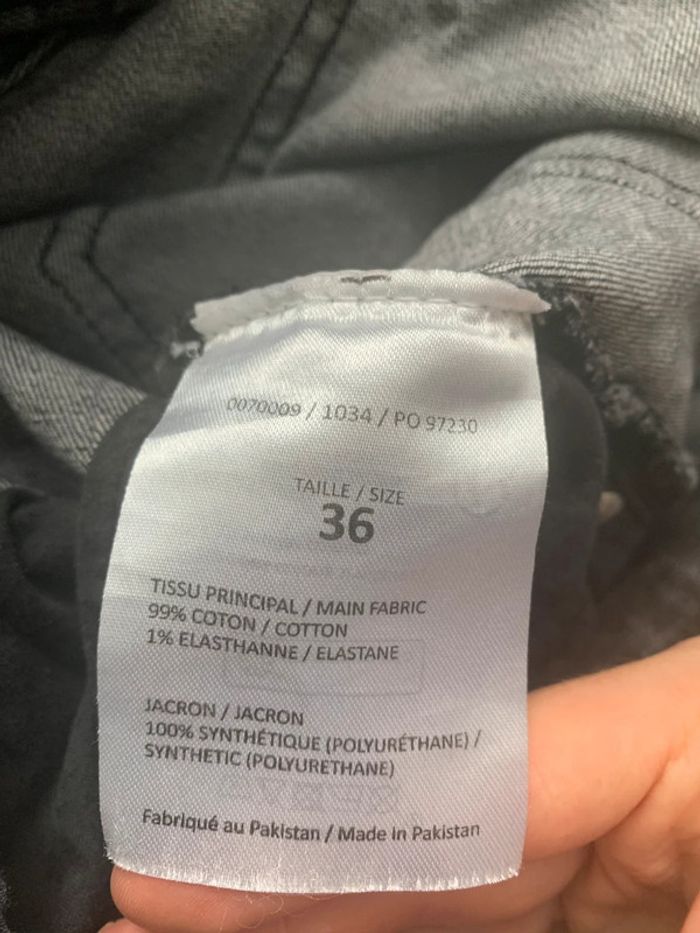 0070009 / 1034 / PO 97230
TAILLE / SIZE
36
TISSU PRINCIPAL / MAIN FABRIC
99% COTON / COTTON
1% ELASTHANNE / ELASTANE
JACRON / JACRON
100% SYNTHÉTIQUE (POLYURÉTHANE) /
SYNTHETIC (POLYURETHANE)
Fabriqué au Pakistan / Made in Pakistan